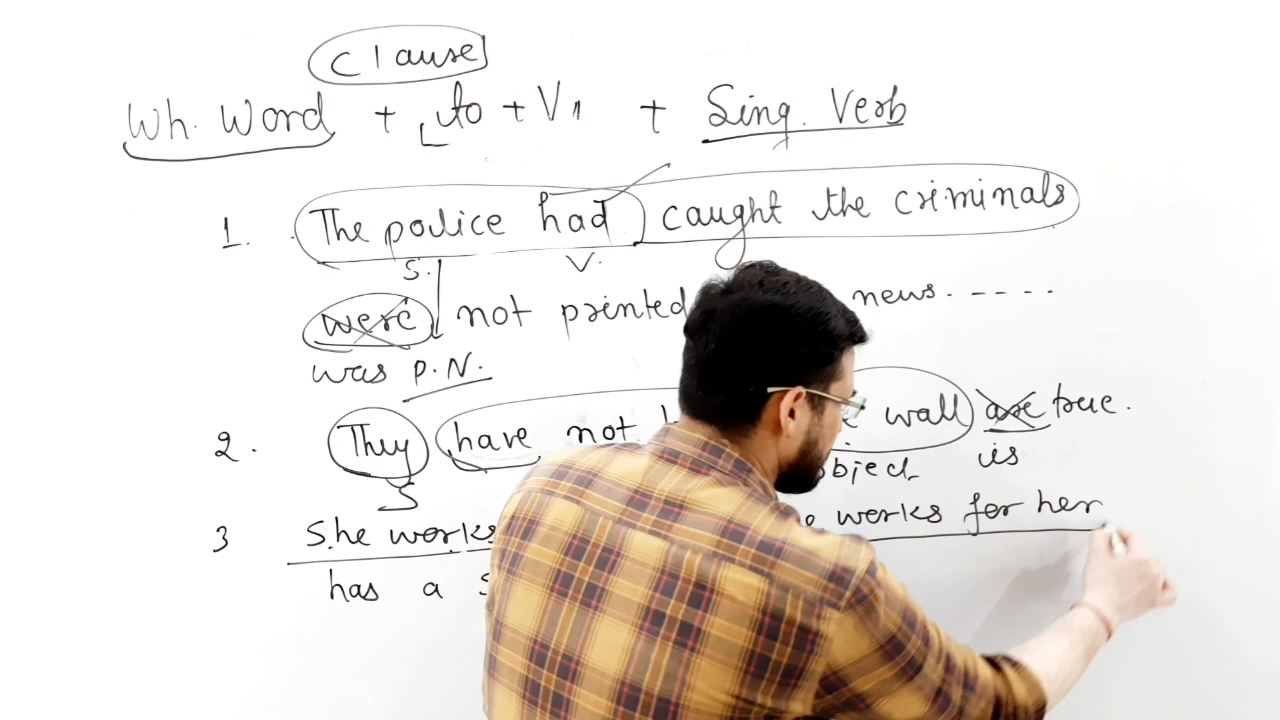 Clause
Wh. Word + to + V1 + Sing. Verb
1. The police had caught the criminals
S. V.
were not printed news. ----
was P.N.
2. They have not wall are true.
S object is
3 She works works for her
has a